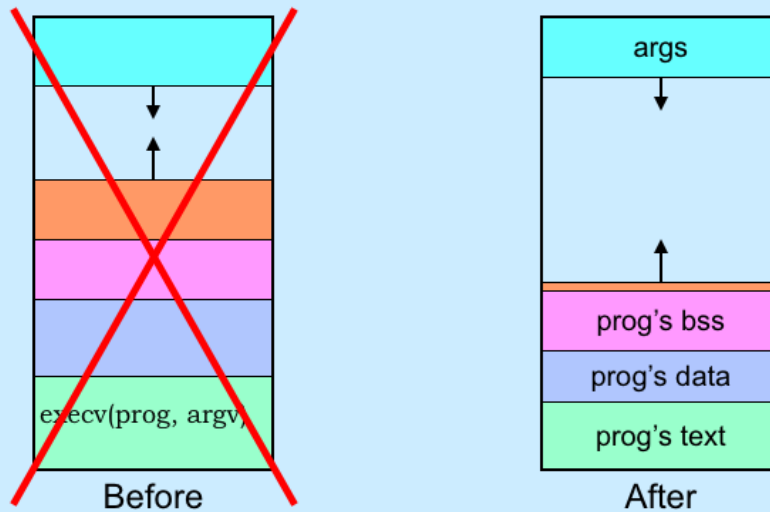 execv(prog, argv)
Before
args
prog's bss
prog's data
prog's text
After